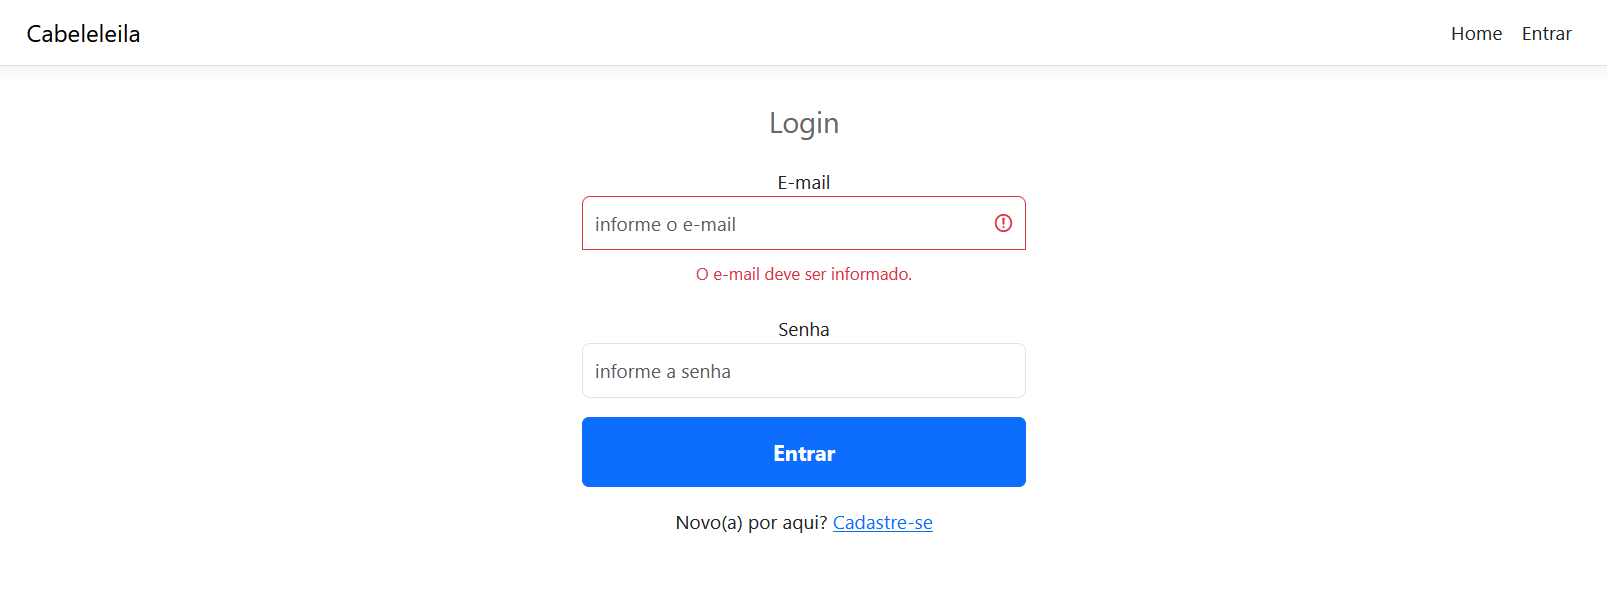 Cabeleleila
Home Entrar
Login
E-mail
informe o e-mail
O e-mail deve ser informado.
Senha
informe a senha
Entrar
Novo(a) por aqui? Cadastre-se